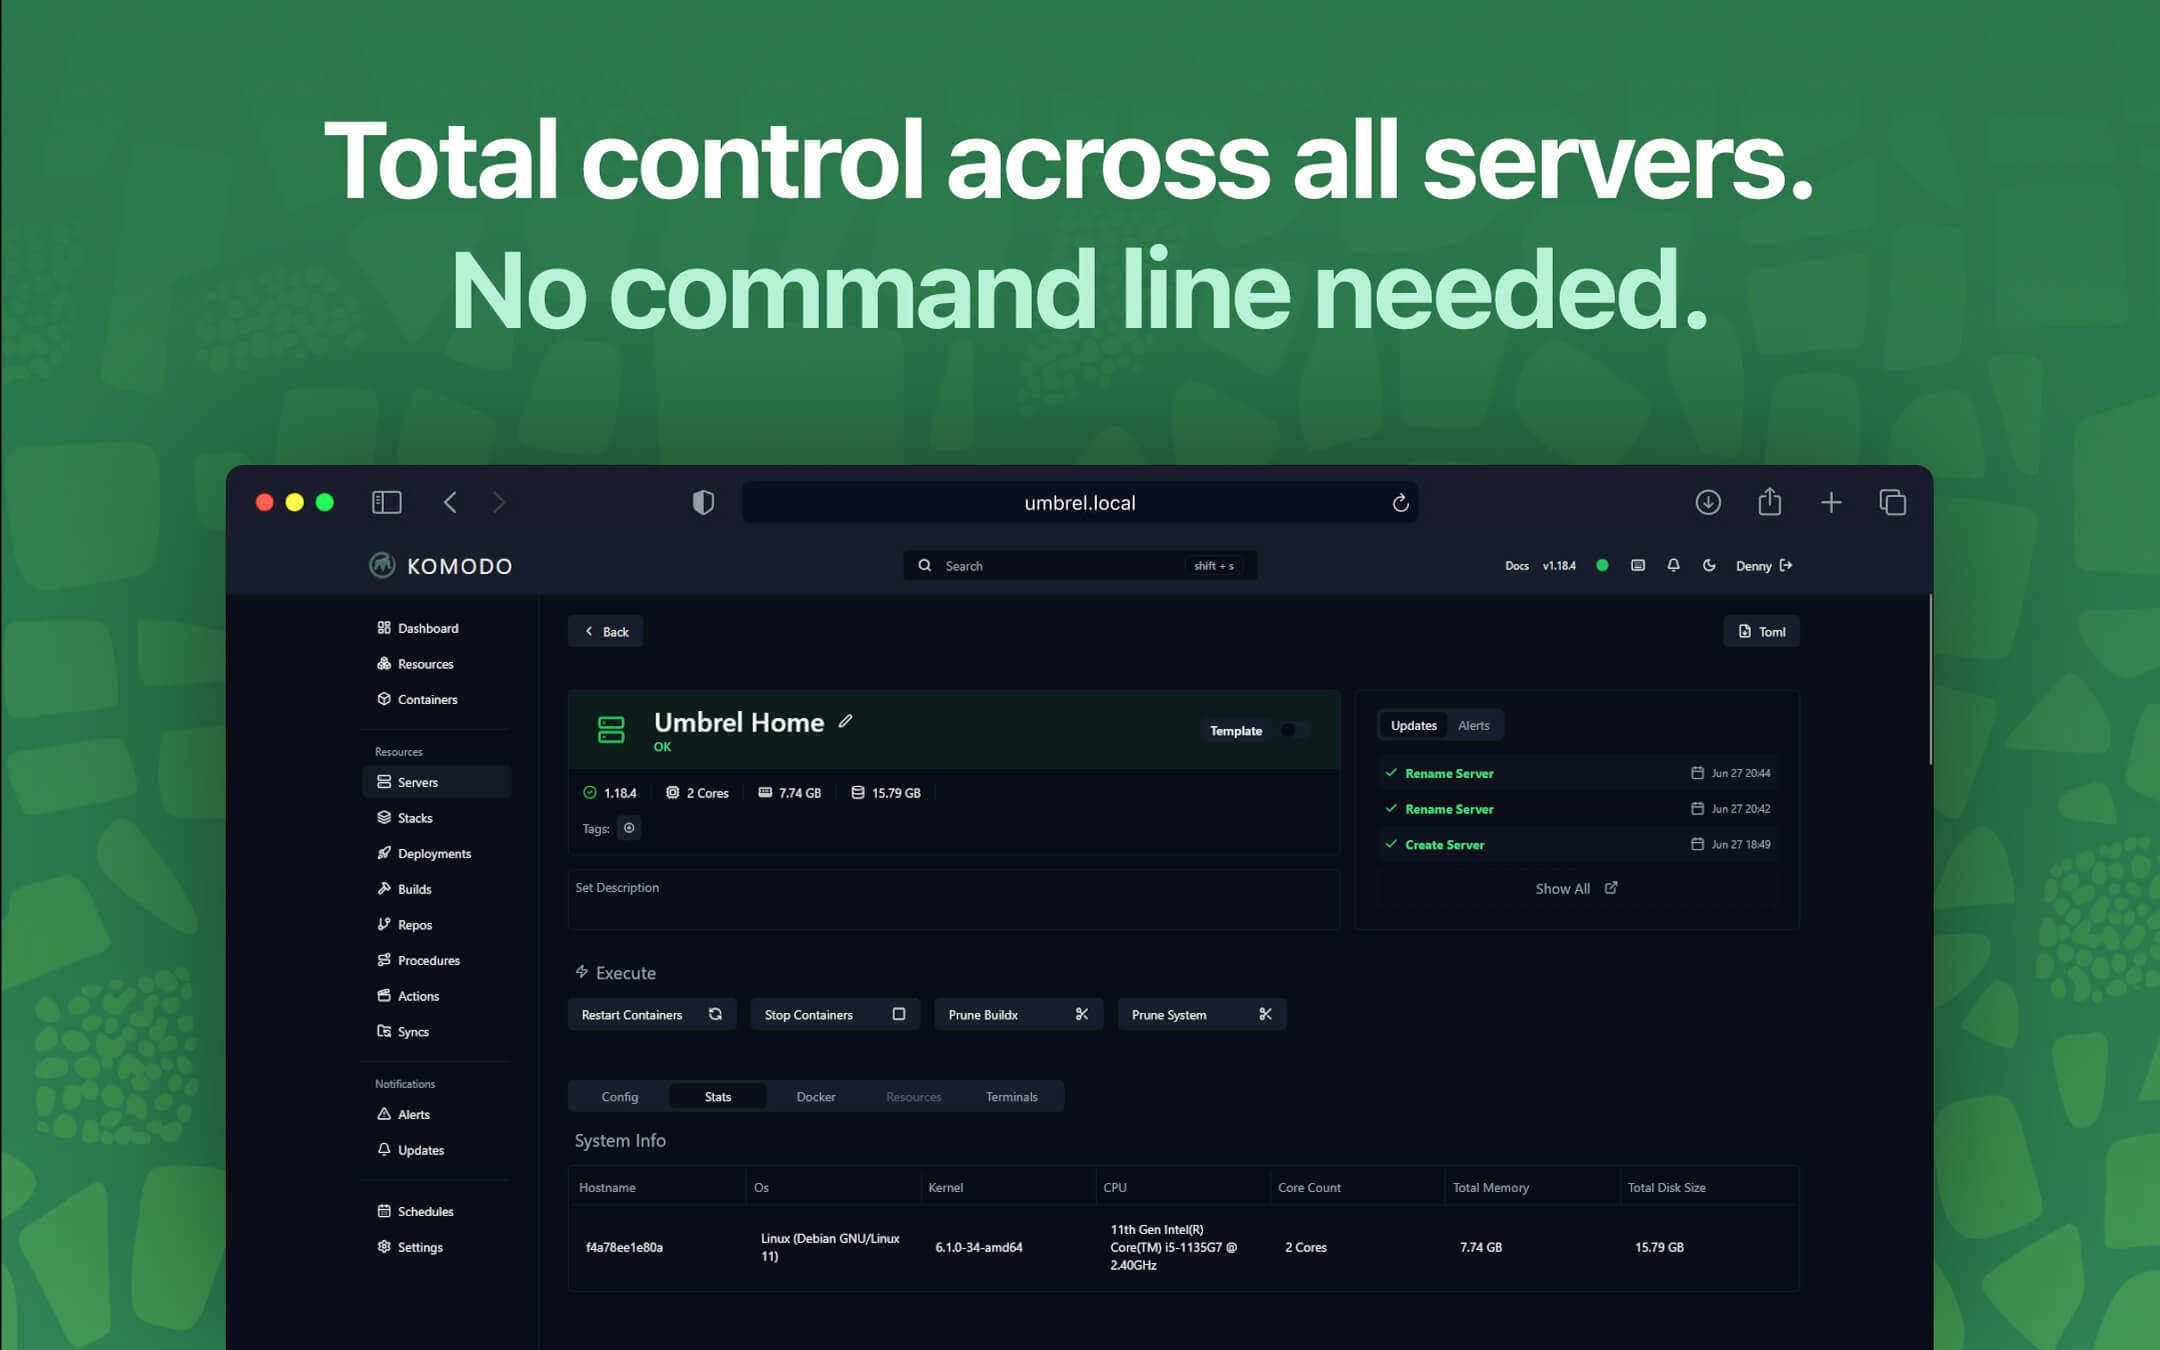 Total control across all servers.
No command line needed.
umbrel.local
KOMODO
Search
shift + s
Docs
v1.18.4
Denny
Dashboard
Resources
Containers
Resources
Servers
Stacks
Deployments
Builds
Repos
Procedures
Actions
Syncs
Notifications
Alerts
Updates
Schedules
Settings
Back
Toml
Umbrel Home
OK
Template
1.18.4
2 Cores
7.74 GB
15.79 GB
Tags:
Set Description
Updates
Alerts
Rename Server
Jun 27 20:44
Rename Server
Jun 27 20:42
Create Server
Jun 27 18:49
Show All
Execute
Restart Containers
Stop Containers
Prune Buildx
Prune System
Config
Stats
Docker
Resources
Terminals
System Info
Hostname
Os
Kernel
CPU
Core Count
Total Memory
Total Disk Size
f4a78ee1e80a
Linux (Debian GNU/Linux
11)
6.1.0-34-amd64
11th Gen Intel(R)
Core(TM) i5-1135G7 @
2.40GHz
2 Cores
7.74 GB
15.79 GB